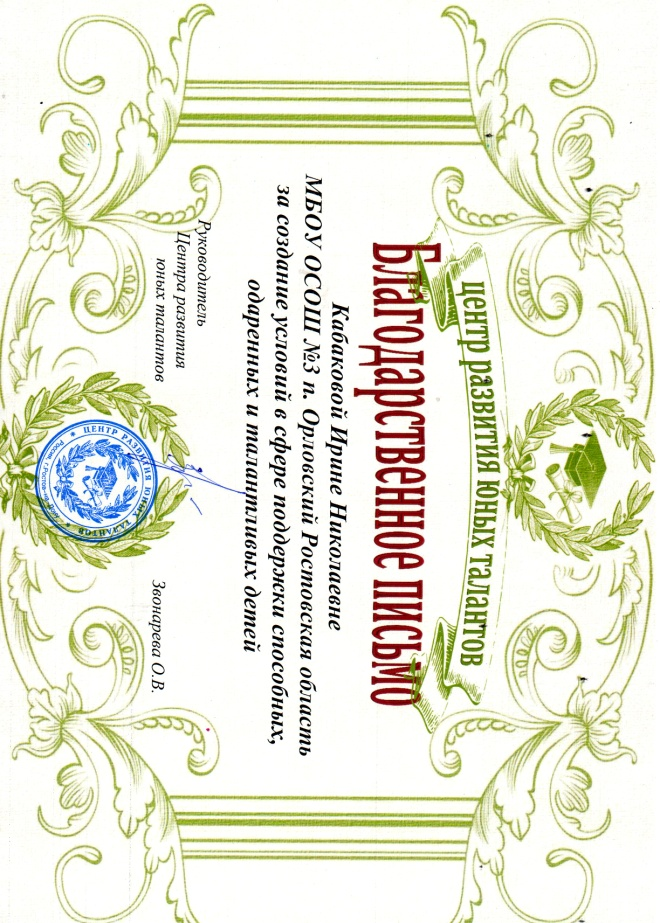 центр развития юных талантов
Благодарственное письмо
Кабаковой Ирине Николаевне
МБОУ ОСОШ №3 п. Орловский Ростовская область
за создание условий в сфере поддержки способных,
одаренных и талантливых детей
Руководитель
Центра развития
юных талантов
Звонарева О.В.
ЦЕНТР РАЗВИТИЯ ЮНЫХ ТАЛАНТОВ